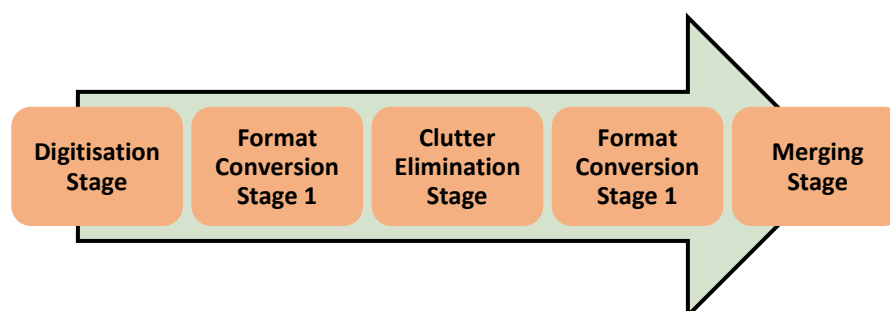 Digitisation
Stage
Format
Conversion
Stage 1
Clutter
Elimination
Stage
Format
Conversion
Stage 1
Merging
Stage